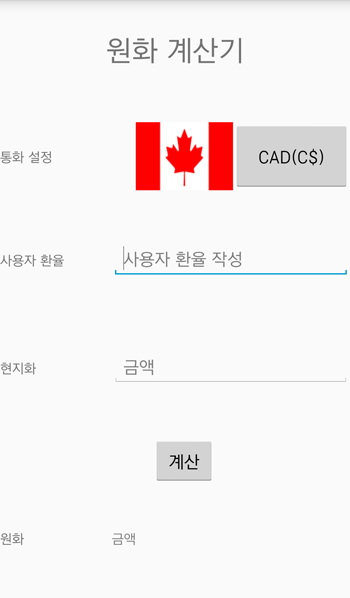 원화 계산기
통화 설정 CAD(C$)
사용자 환율 사용자 환율 작성
현지화 금액
계산
원화 금액